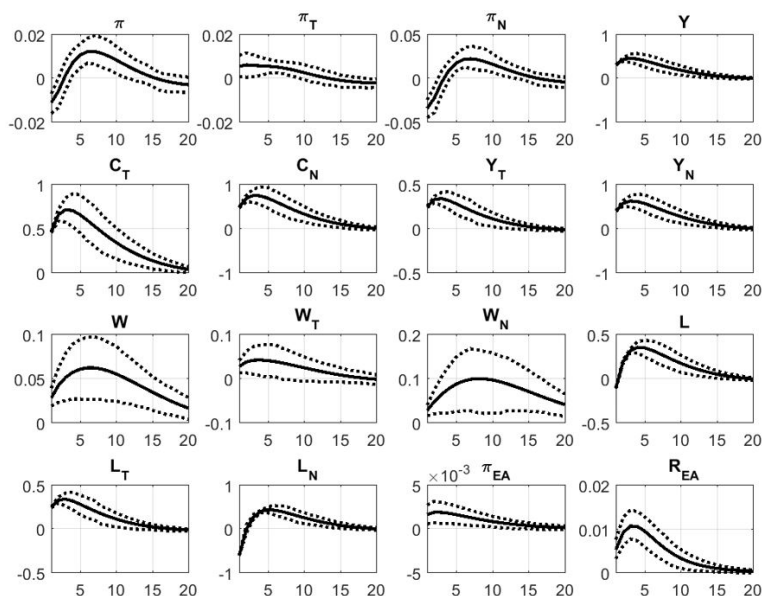 π π_T π_N Y
0.02 0.02 0.05 1
0 0 0 0
-0.02 -0.02 -0.05 -1
5 10 15 20 5 10 15 20 5 10 15 20 5 10 15 20
C_T C_N Y_T Y_N
1 1 0.5 1
0.5 0 0 0
0 -1 -0.5 -1
5 10 15 20 5 10 15 20 5 10 15 20 5 10 15 20
W W_T W_N L
0.1 0.1 0.2 0.5
0.05 0 0.1 0
0 -0.1 0 -0.5
5 10 15 20 5 10 15 20 5 10 15 20 5 10 15 20
L_T L_N π_EA R_EA
×10^-3
0.5 1 5 0.02
0 0 0 0.01
-0.5 -1 -5 0
5 10 15 20 5 10 15 20 5 10 15 20 5 10 15 20